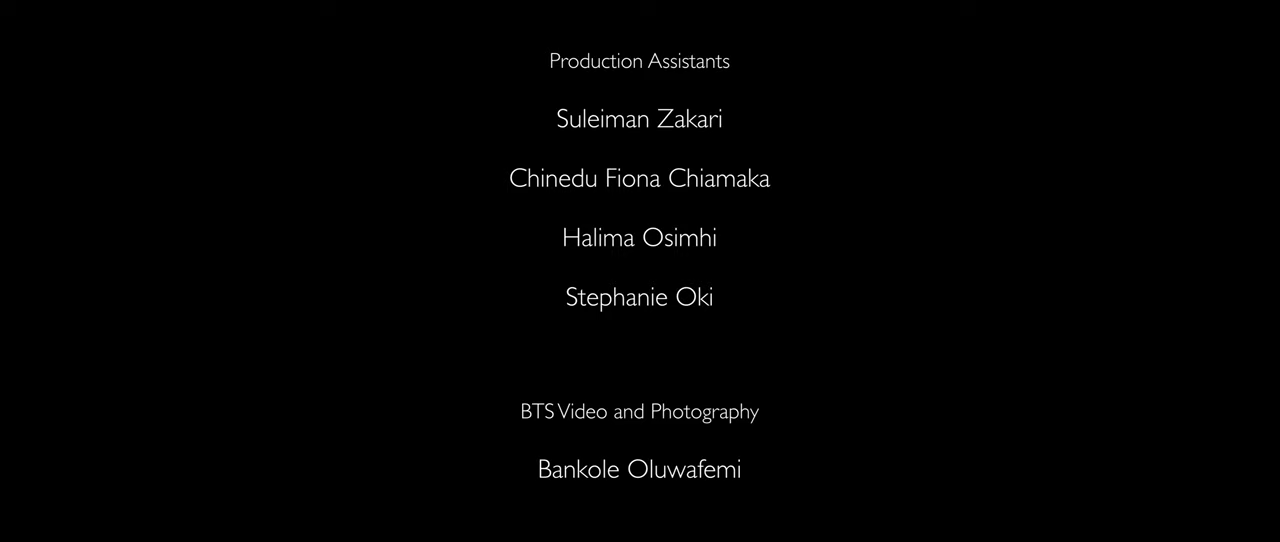 Production Assistants
Suleiman Zakari
Chinedu Fiona Chiamaka
Halima Osimhi
Stephanie Oki
BTS Video and Photography
Bankole Oluwafemi